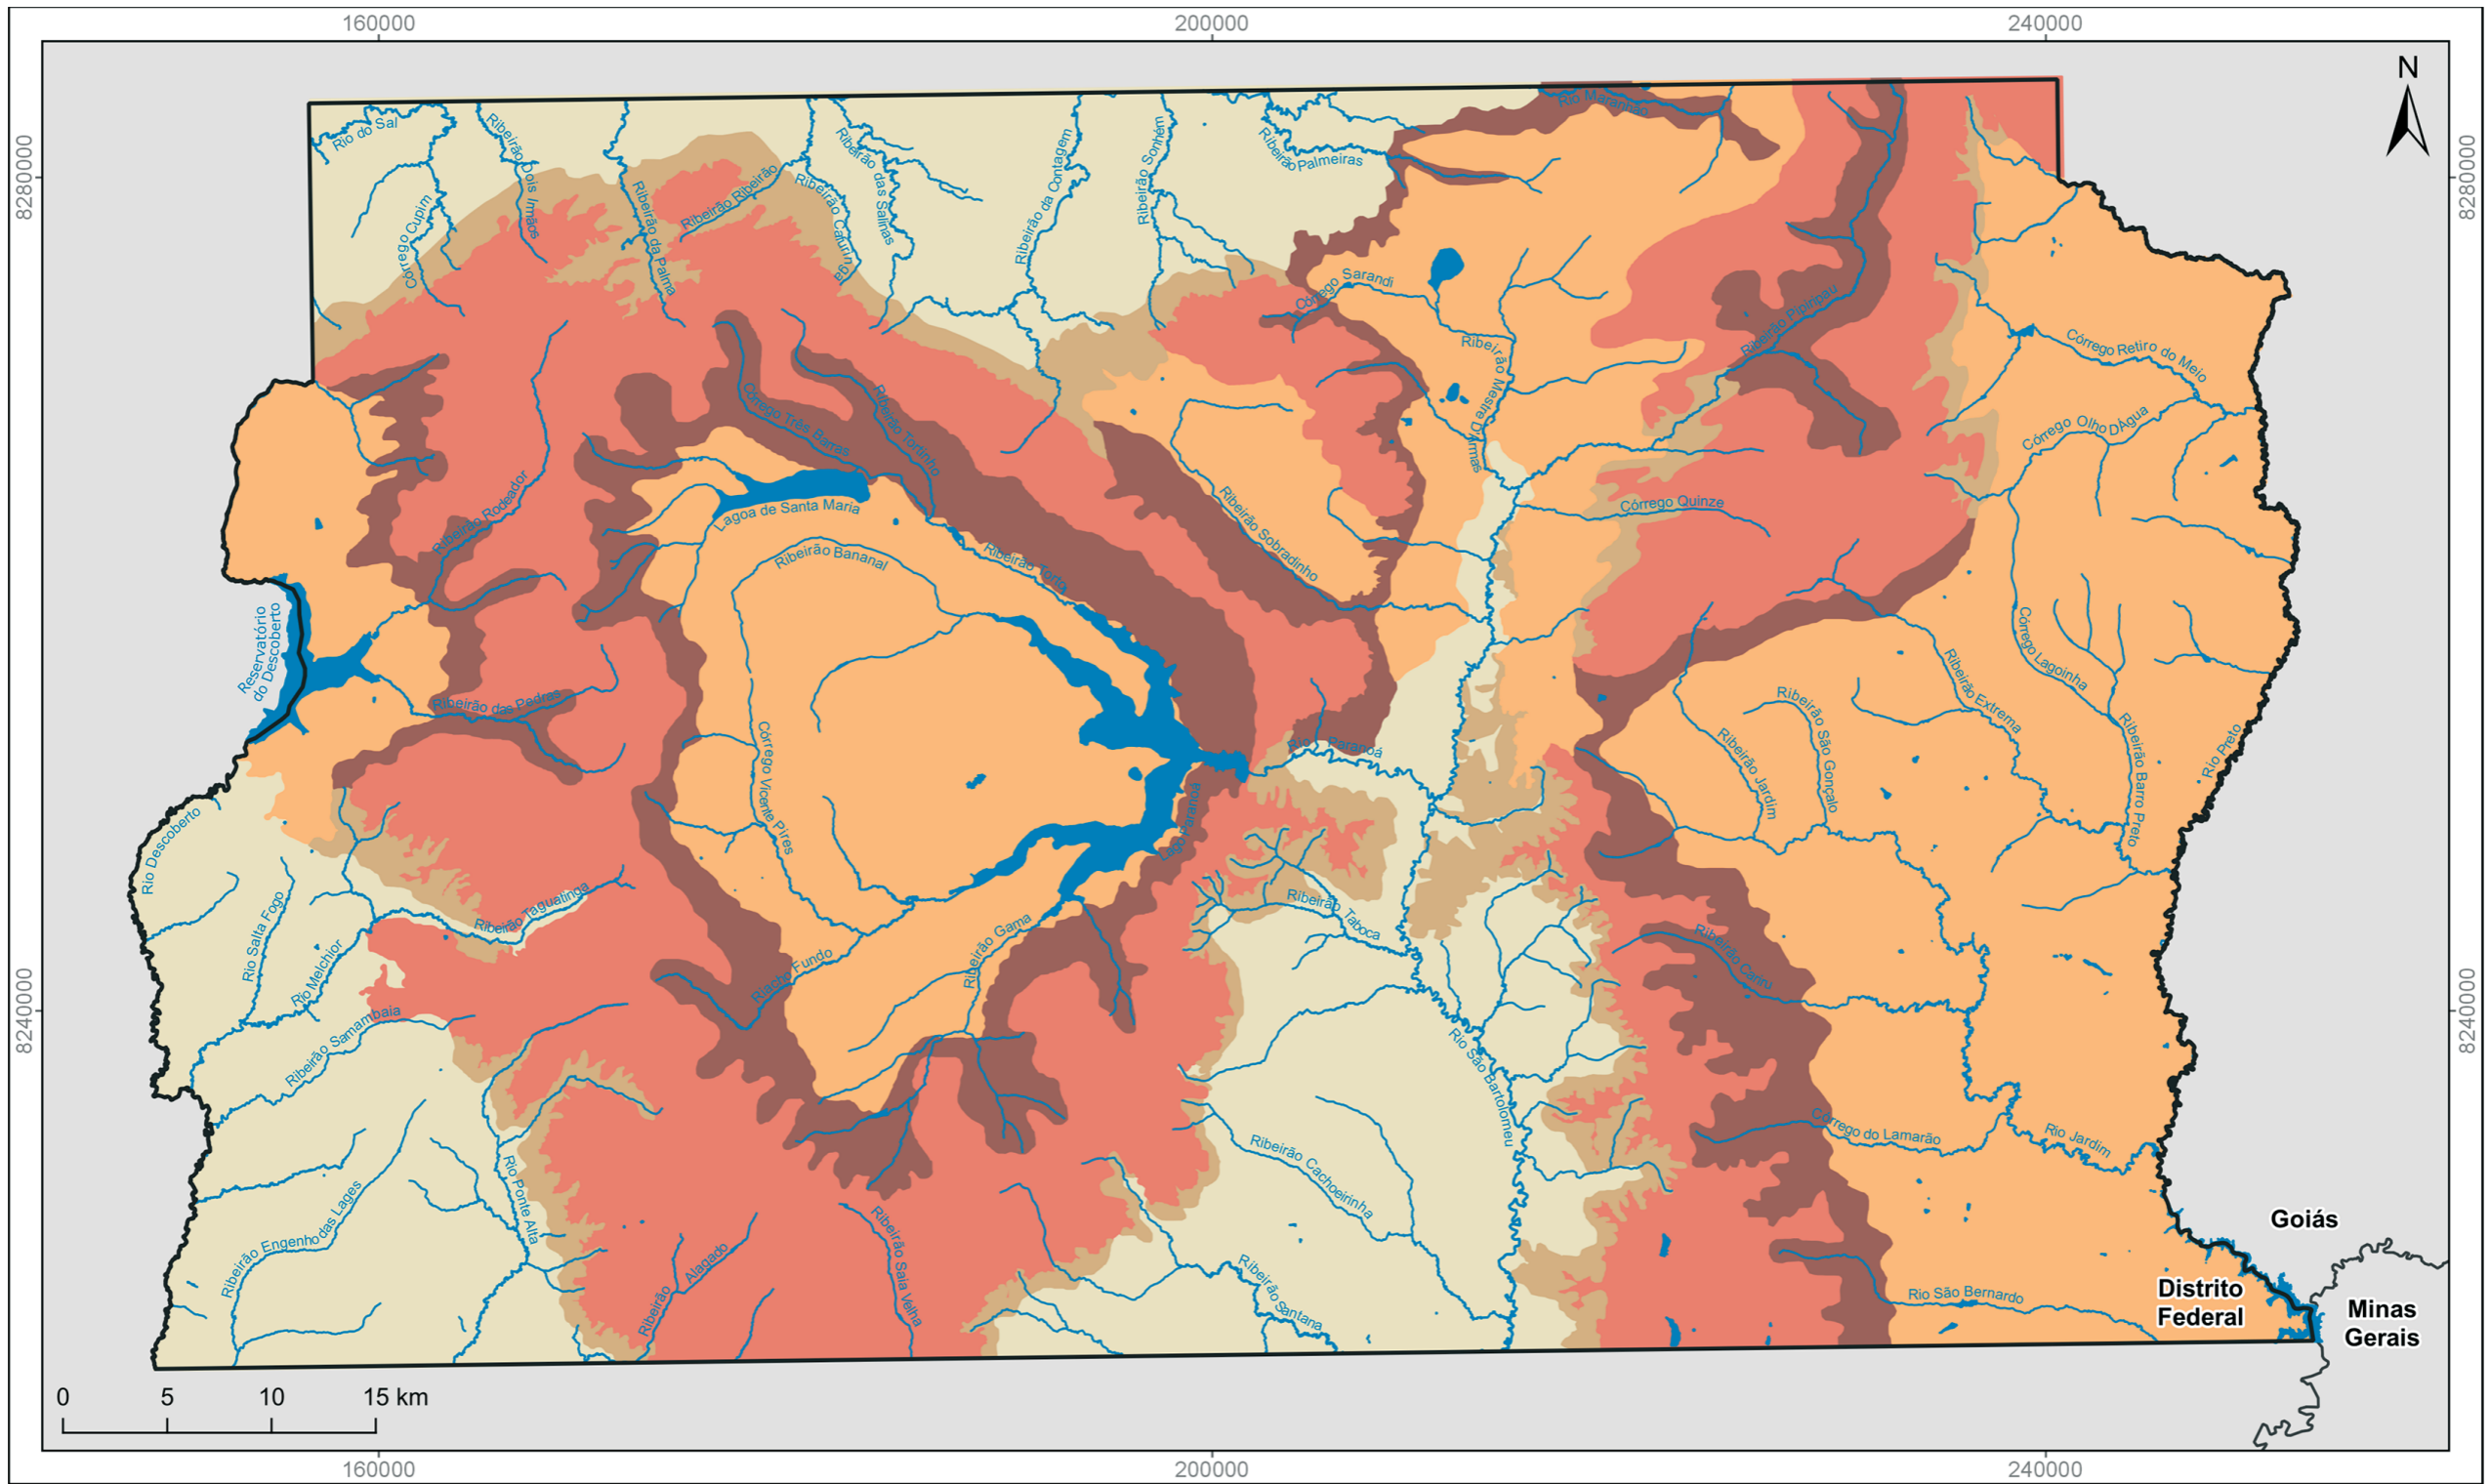 160000
200000
240000
N
8280000
8280000
Rio do Sal
Ribeirão Dois Irmãos
Córrego Cupim
Ribeirão da Palma
Ribeirão Ribeirão
Ribeirão Cafuringa
Ribeirão das Salinas
Ribeirão da Contagem
Ribeirão Sonhém
Ribeirão
Palmeiras
Rio Maranhão
Córrego Sarandi
Ribeirão Mestre D'Armas
Ribeirão Pipiripau
Córrego Retiro do Meio
Córrego Olho DÁgua
Córrego Três Barras
Ribeirão Tortinho
Ribeirão Rodeador
Lagoa de Santa Maria
Ribeirão Bananal
Ribeirão Torto
Ribeirão Sobradinho
Córrego Quinze
Reservatório
do Descoberto
Ribeirão das Pedras
Córrego Vicente Pires
Rio Paranoá
Lago Paranoá
Ribeirão Jardim
Ribeirão São Gonçalo
Ribeirão Extrema
Córrego Lagoinha
Ribeirão Barro Preto
Rio Preto
Rio Descoberto
Rio Salta Fogo
Rio Melchior
Ribeirão Taguatinga
Ribeirão Samambaia
Riacho Fundo
Ribeirão Gama
Ribeirão Taboca
Rio São Bartolomeu
Ribeirão Cariru
8240000
8240000
Ribeirão Engenho das Lages
Rio Ponte Alta
Ribeirão Alagado
Ribeirão Saia Velha
Ribeirão Cachoeirinha
Ribeirão Santana
Córrego do Lamarão
Rio Jardim
Rio São Bernardo
Goiás
Distrito
Federal
Minas
Gerais
0 5 10 15 km
160000
200000
240000